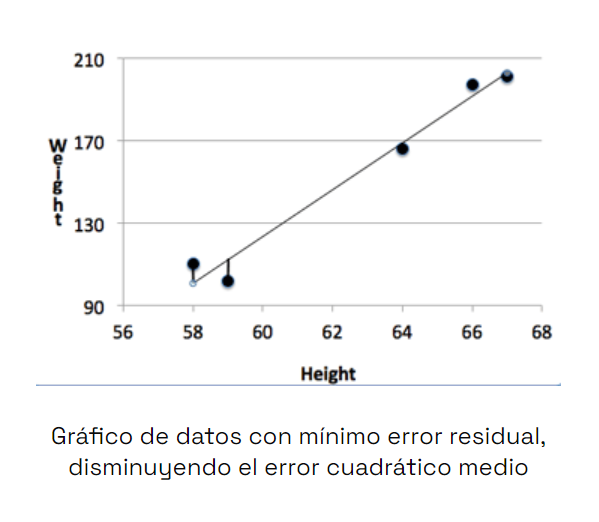 210
170
130
90
Weight
56 58 60 62 64 66 68
Height
Gráfico de datos con mínimo error residual,
disminuyendo el error cuadrático medio